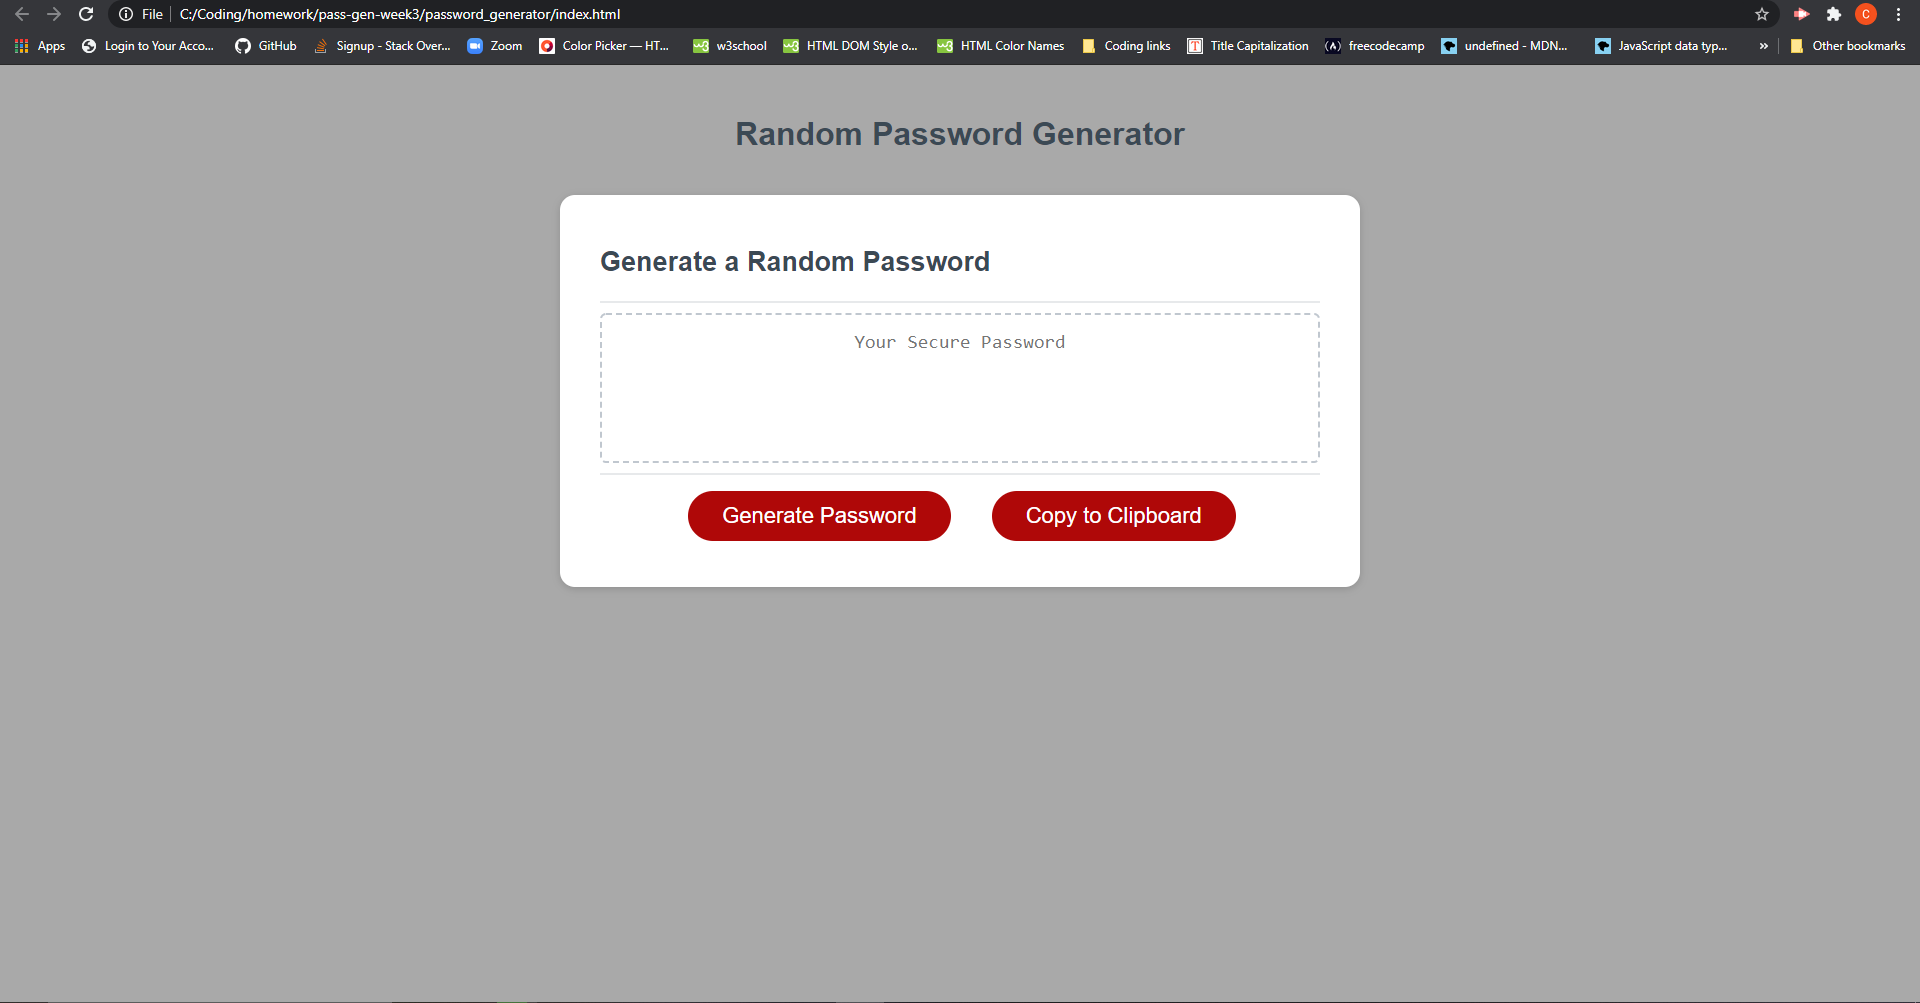 File C:/Coding/homework/pass-gen-week3/password_generator/index.html C
Apps Login to Your Acco... GitHub Signup - Stack Over... Zoom Color Picker — HT... w3school HTML DOM Style o... HTML Color Names Coding links Title Capitalization freecodecamp undefined - MDN... JavaScript data typ... » Other bookmarks
Random Password Generator
Generate a Random Password
Your Secure Password
Generate Password Copy to Clipboard